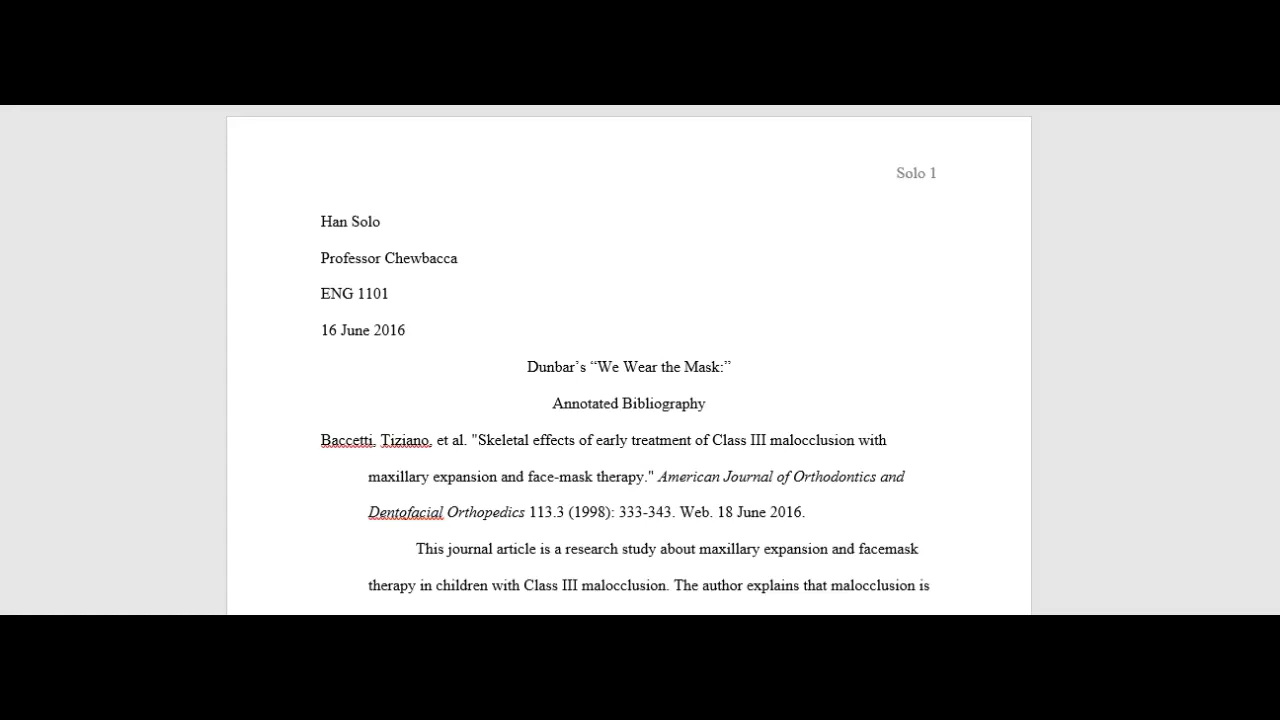 Solo 1
Han Solo
Professor Chewbacca
ENG 1101
16 June 2016
Dunbar’s “We Wear the Mask:”
Annotated Bibliography
Baccetti, Tiziano, et al. "Skeletal effects of early treatment of Class III malocclusion with
maxillary expansion and face-mask therapy." American Journal of Orthodontics and
Dentofacial Orthopedics 113.3 (1998): 333-343. Web. 18 June 2016.
This journal article is a research study about maxillary expansion and facemask
therapy in children with Class III malocclusion. The author explains that malocclusion is